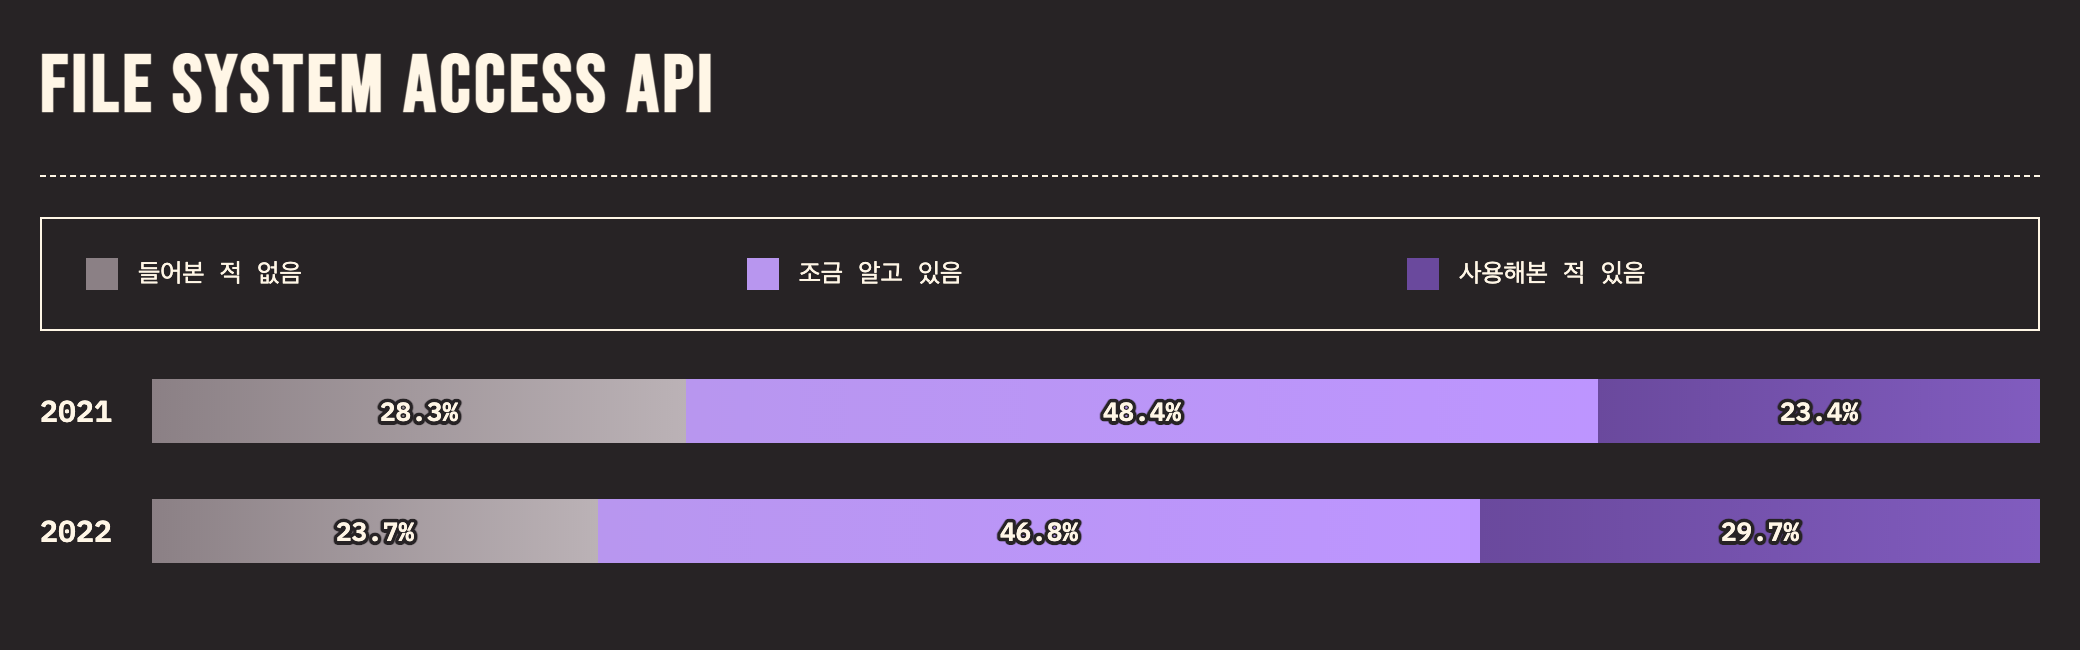 FILE SYSTEM ACCESS API
들어본 적 없음 조금 알고 있음 사용해본 적 있음
2021 28.3% 48.4% 23.4%
2022 23.7% 46.8% 29.7%